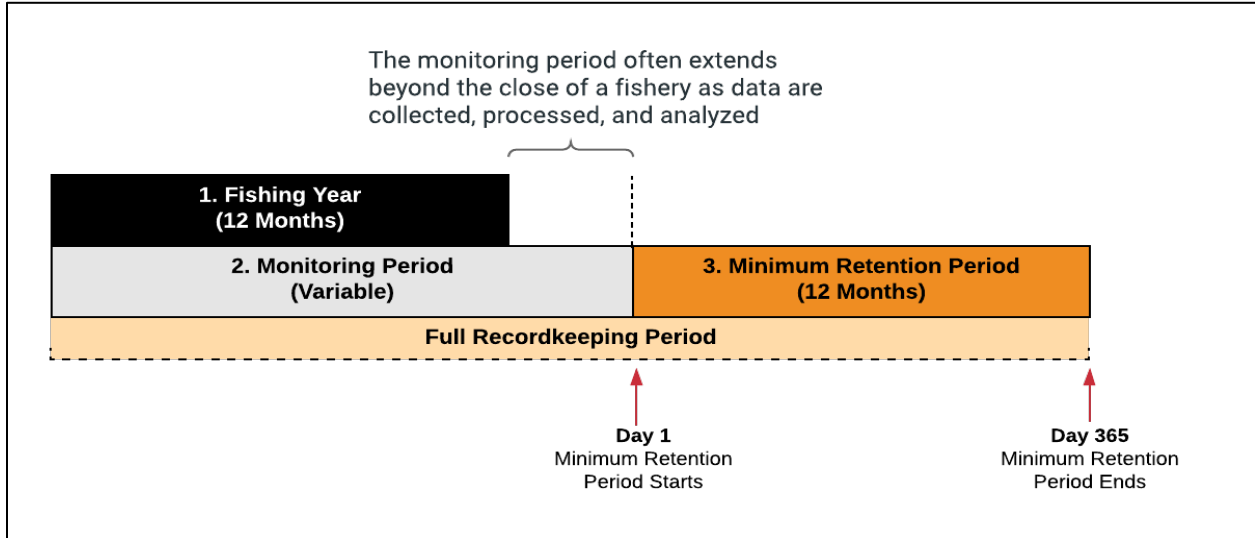 The monitoring period often extends
beyond the close of a fishery as data are
collected, processed, and analyzed
1. Fishing Year
(12 Months)
2. Monitoring Period
(Variable)
3. Minimum Retention Period
(12 Months)
Full Recordkeeping Period
Day 1
Minimum Retention
Period Starts
Day 365
Minimum Retention
Period Ends